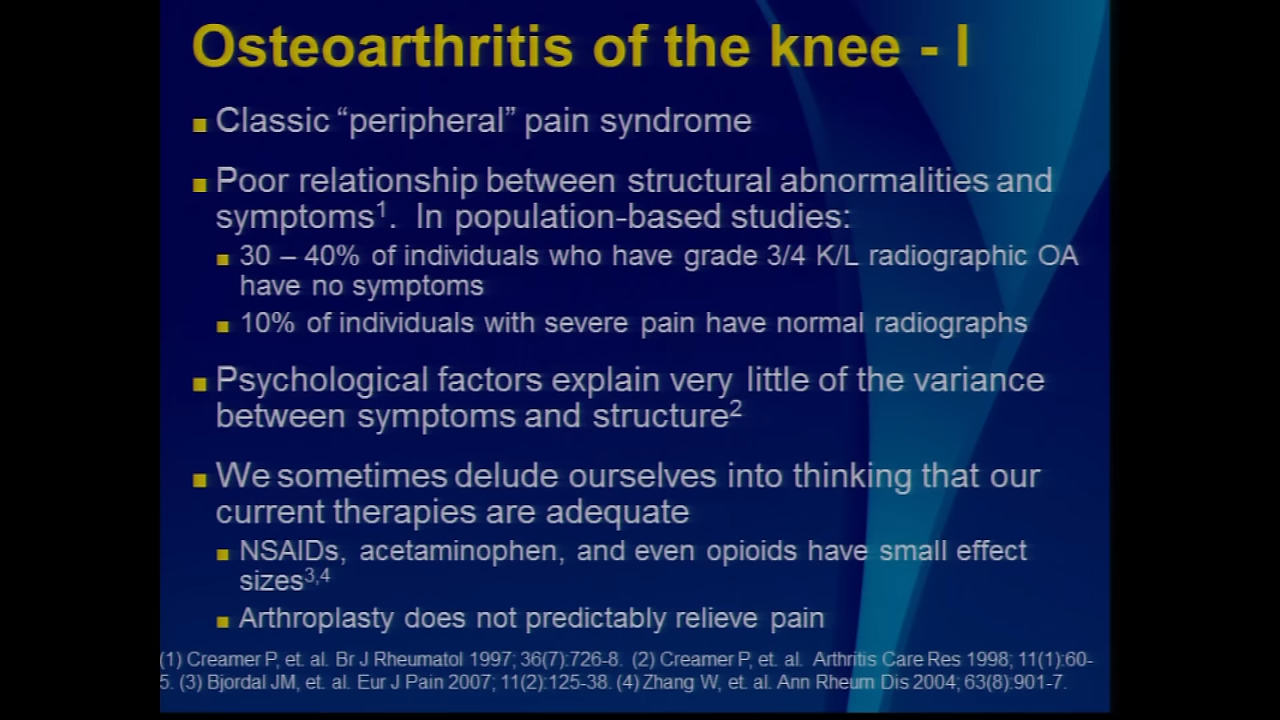 Osteoarthritis of the knee - I
■ Classic “peripheral” pain syndrome
■ Poor relationship between structural abnormalities and
symptoms¹.  In population-based studies:
■ 30 – 40% of individuals who have grade 3/4 K/L radiographic OA
have no symptoms
■ 10% of individuals with severe pain have normal radiographs
■ Psychological factors explain very little of the variance
between symptoms and structure²
■ We sometimes delude ourselves into thinking that our
current therapies are adequate
■ NSAIDs, acetaminophen, and even opioids have small effect
sizes³,⁴
■ Arthroplasty does not predictably relieve pain
(1) Creamer P, et. al. Br J Rheumatol 1997; 36(7):726-8. (2) Creamer P, et. al. Arthritis Care Res 1998; 11(1):60-
5. (3) Bjordal JM, et. al. Eur J Pain 2007; 11(2):125-38. (4) Zhang W, et. al. Ann Rheum Dis 2004; 63(8):901-7.